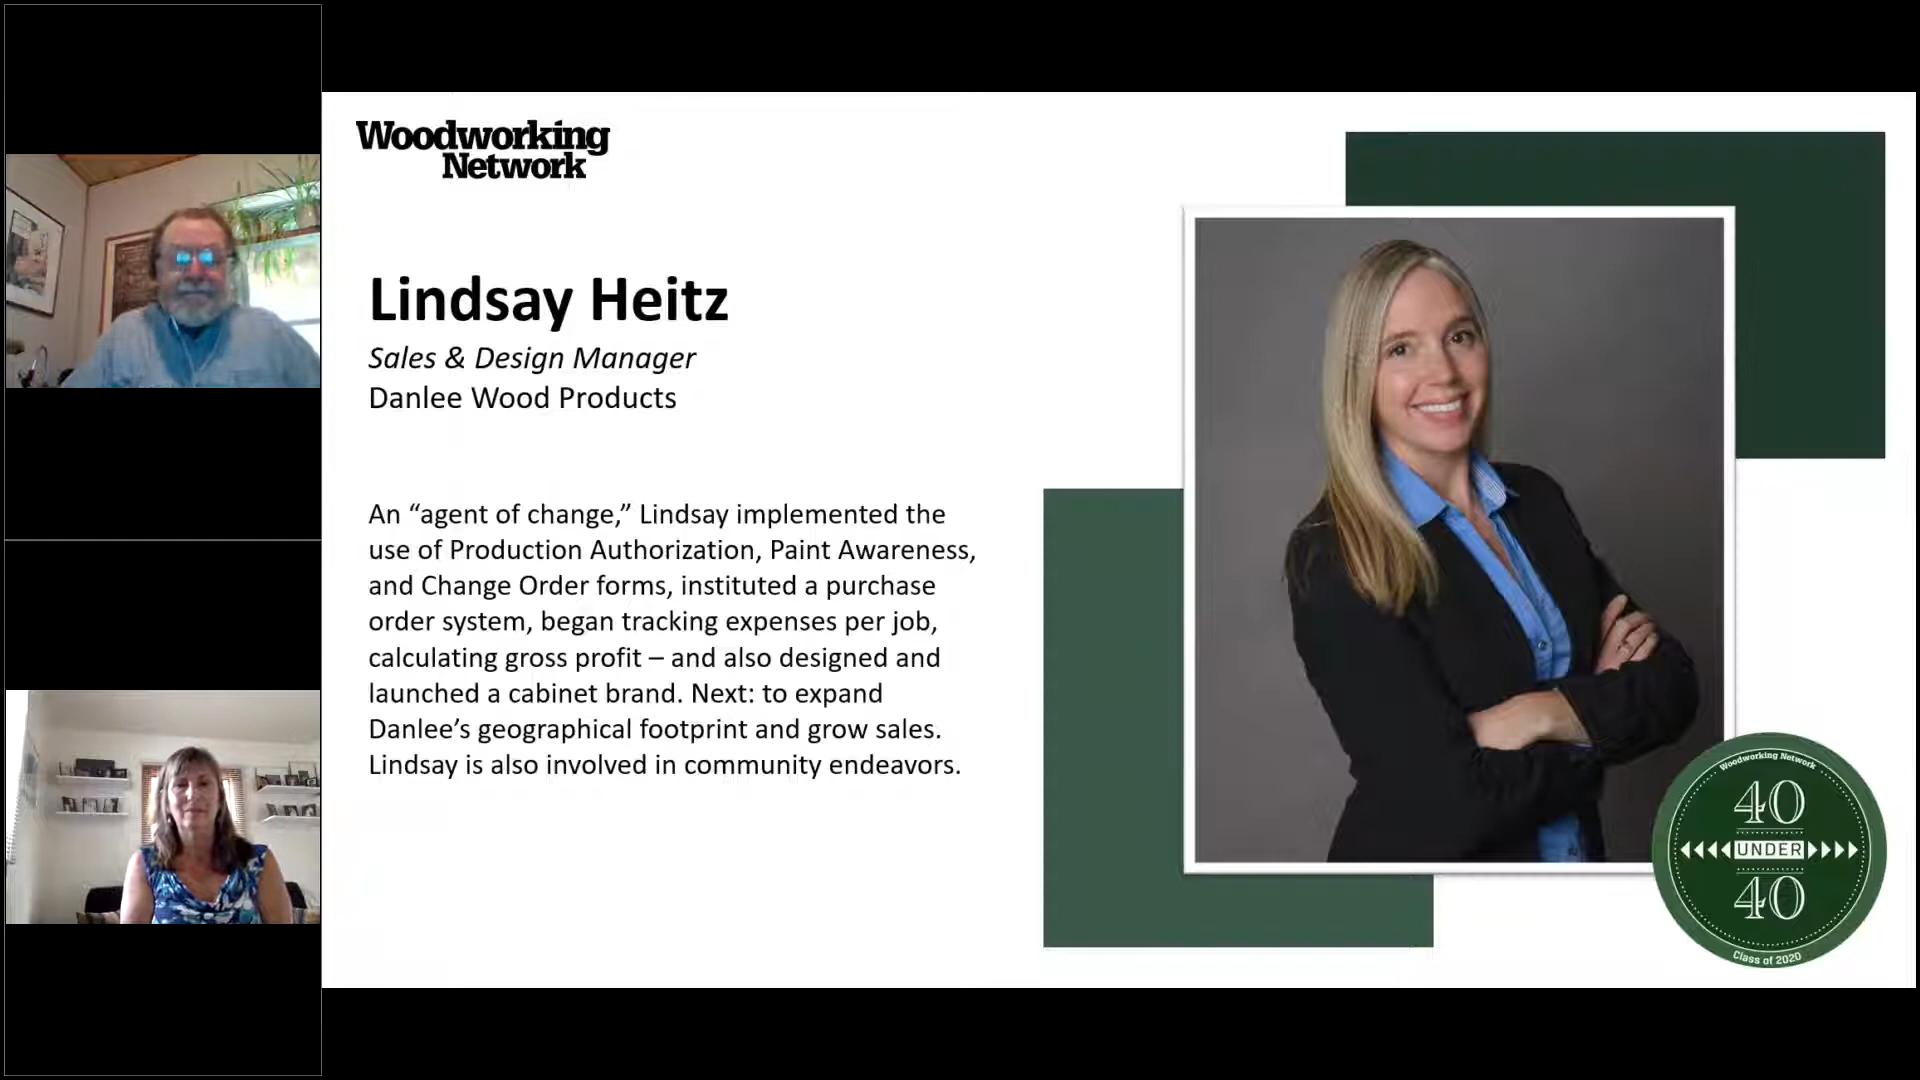 Woodworking
Network
Lindsay Heitz
Sales & Design Manager
Danlee Wood Products
An “agent of change,” Lindsay implemented the
use of Production Authorization, Paint Awareness,
and Change Order forms, instituted a purchase
order system, began tracking expenses per job,
calculating gross profit – and also designed and
launched a cabinet brand. Next: to expand
Danlee’s geographical footprint and grow sales.
Lindsay is also involved in community endeavors.
Woodworking Network
40
UNDER
40
Class of 2020